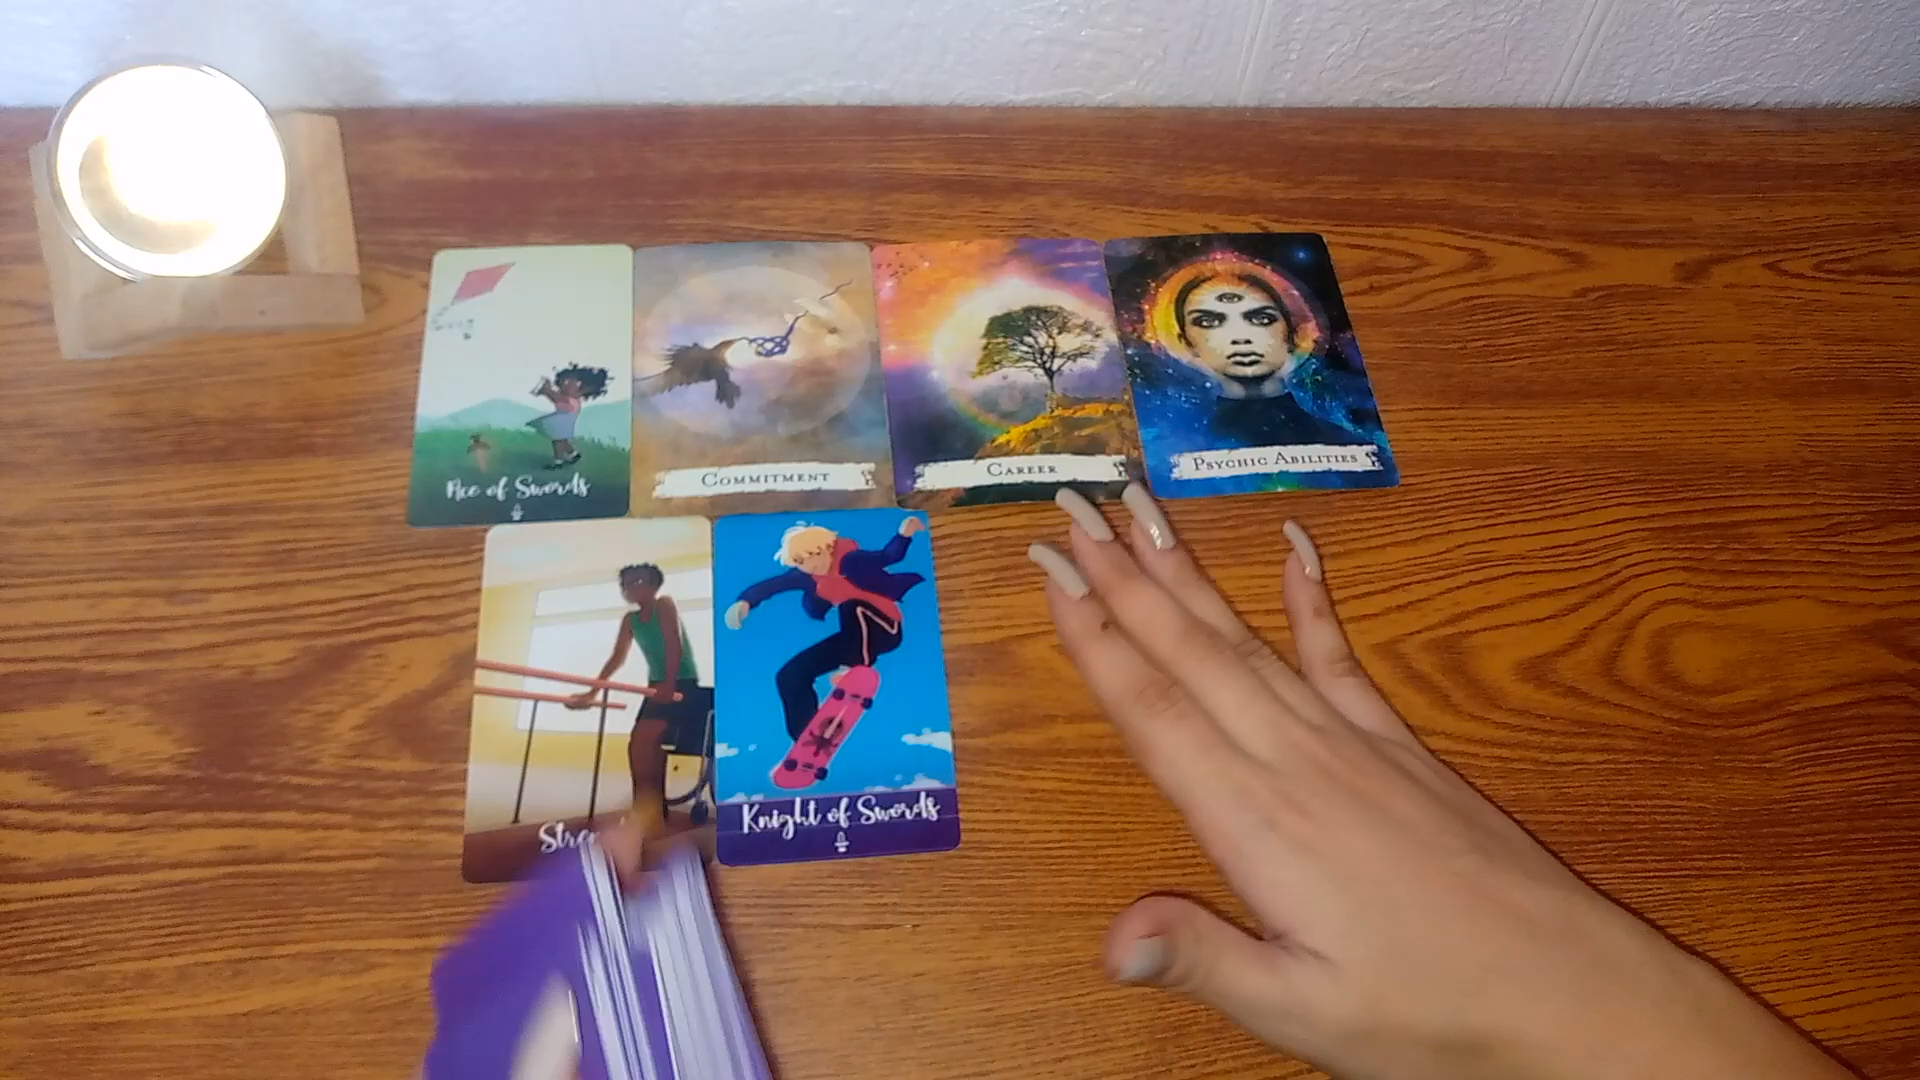 Ace of Swords
COMMITMENT
CAREER
PSYCHIC ABILITIES
Knight of Swords